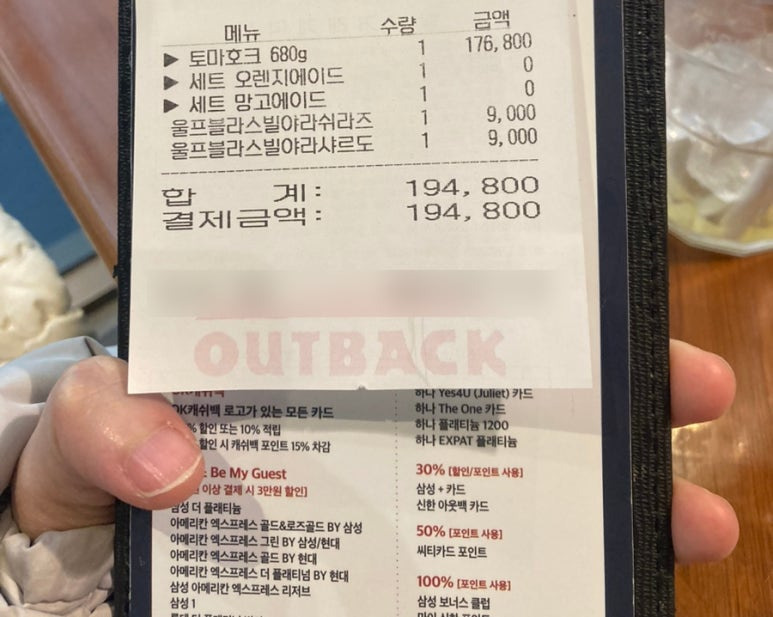 메뉴 수량 금액
▶ 토마호크 680g 1 176,800
▶ 세트 오렌지에이드 1 0
▶ 세트 망고에이드 1 0
울프블라스빌야라쉬라즈 1 9,000
울프블라스빌야라샤르도 1 9,000
합 계: 194,800
결제금액: 194,800
OUTBACK
OK캐쉬백 로고가 있는 모든 카드
% 할인 또는 10% 적립
할인 시 캐쉬백 포인트 15% 차감
Be My Guest
이상 결제 시 3만원 할인]
삼성 더 플래티늄
아메리칸 엑스프레스 골드&로즈골드 BY 삼성
아메리칸 엑스프레스 그린 BY 삼성/현대
아메리칸 엑스프레스 골드 BY 현대
아메리칸 엑스프레스 더 플래티넘 BY 현대
삼성 아메리칸 엑스프레스 리저브
삼성 1
하나 Yes4U (Juliet) 카드
하나 The One 카드
하나 플래티늄 1200
하나 EXPAT 플래티늄
30% [할인/포인트 사용]
삼성 + 카드
신한 아웃백 카드
50% [포인트 사용]
씨티카드 포인트
100% [포인트 사용]
삼성 보너스 클럽